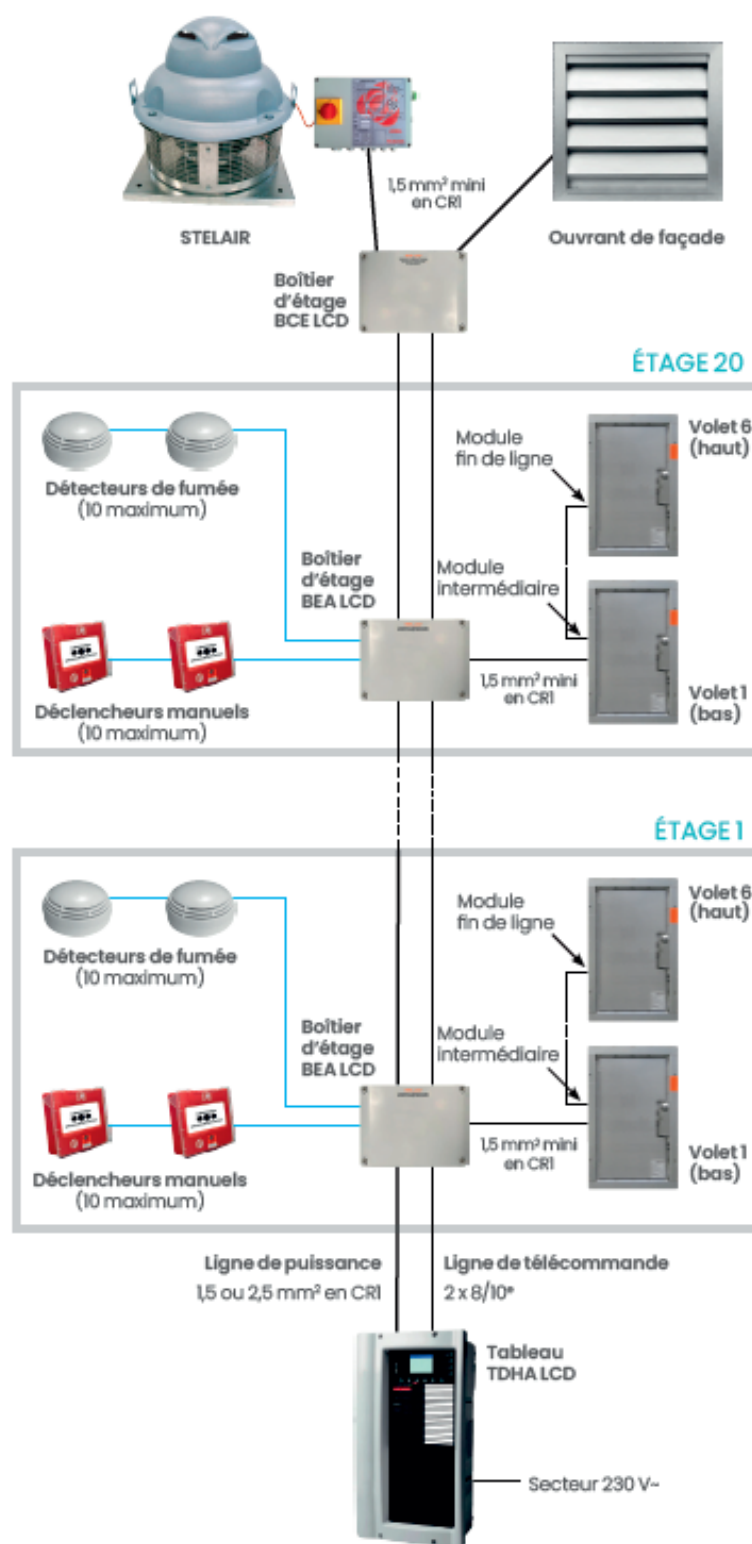 1,5 mm² mini
en CR1
STELAIR
Ouvrant de façade
Boîtier
d'étage
BCE LCD
ÉTAGE 20
Détecteurs de fumée
(10 maximum)
Module
fin de ligne
Volet 6
(haut)
Boîtier
d'étage
BEA LCD
Module
intermédiaire
Déclencheurs manuels
(10 maximum)
1,5 mm² mini
en CR1
Volet 1
(bas)
ÉTAGE 1
Détecteurs de fumée
(10 maximum)
Module
fin de ligne
Volet 6
(haut)
Boîtier
d'étage
BEA LCD
Module
intermédiaire
Déclencheurs manuels
(10 maximum)
1,5 mm² mini
en CR1
Volet 1
(bas)
Ligne de puissance
1,5 ou 2,5 mm² en CR1
Ligne de télécommande
2 x 8/10e
Tableau
TDHA LCD
Secteur 230 V~